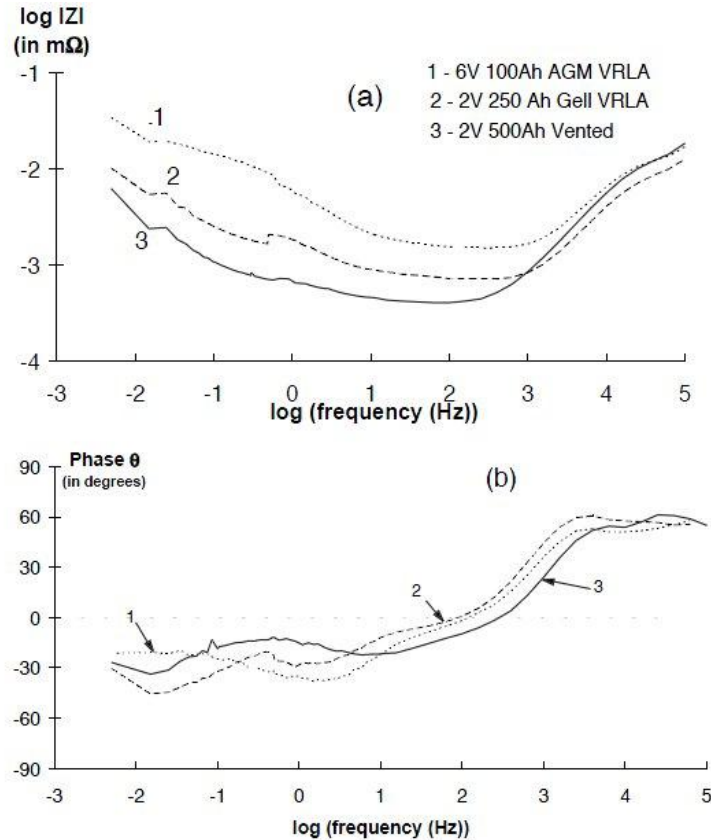 log |Z|
(in mΩ)
-1
-2
-3
-4
(a)
1 - 6V 100Ah AGM VRLA
2 - 2V 250 Ah Gell VRLA
3 - 2V 500Ah Vented
1
2
3
-3 -2 -1 0 1 2 3 4 5
log (frequency (Hz))
Phase θ
(in degrees)
(b)
90
60
30
0
-30
-60
-90
1
2
3
-3 -2 -1 0 1 2 3 4 5
log (frequency (Hz))